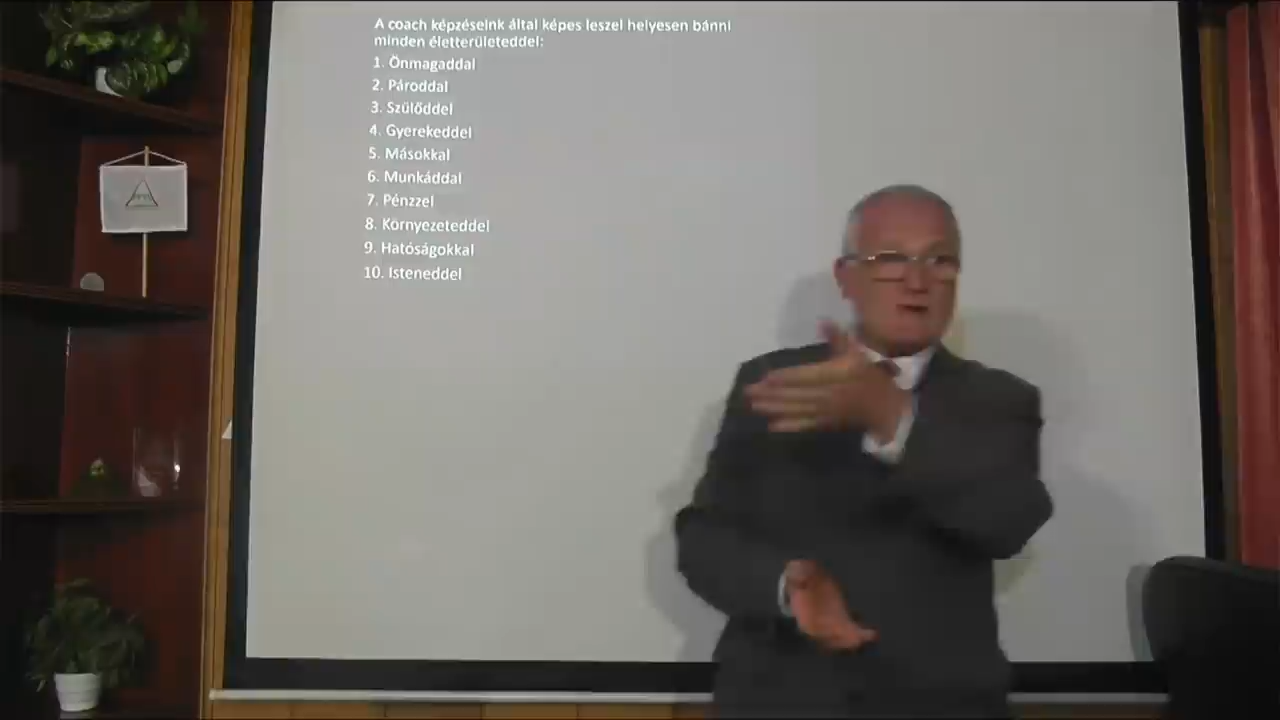 A coach képzéseink által képes leszel helyesen bánni
minden életterületeddel:
1. Önmagaddal
2. Pároddal
3. Szülőddel
4. Gyerekeddel
5. Másokkal
6. Munkáddal
7. Pénzzel
8. Környezeteddel
9. Hatóságokkal
10. Isteneddel